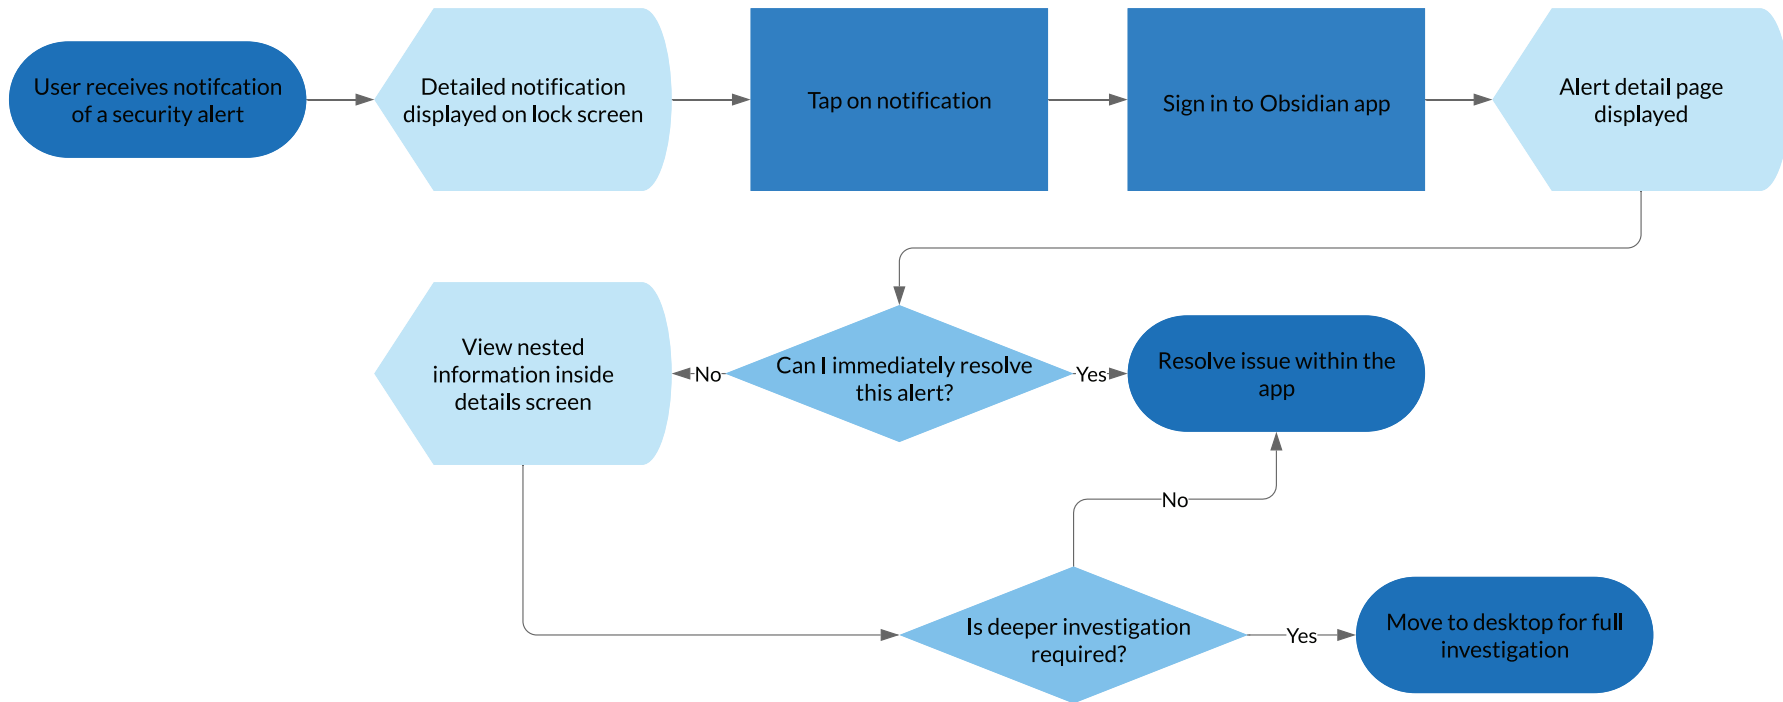 User receives notifcation
of a security alert
Detailed notification
displayed on lock screen
Tap on notification
Sign in to Obsidian app
Alert detail page
displayed
View nested
information inside
details screen
No
Can I immediately resolve
this alert?
Yes
Resolve issue within the
app
No
Is deeper investigation
required?
Yes
Move to desktop for full
investigation